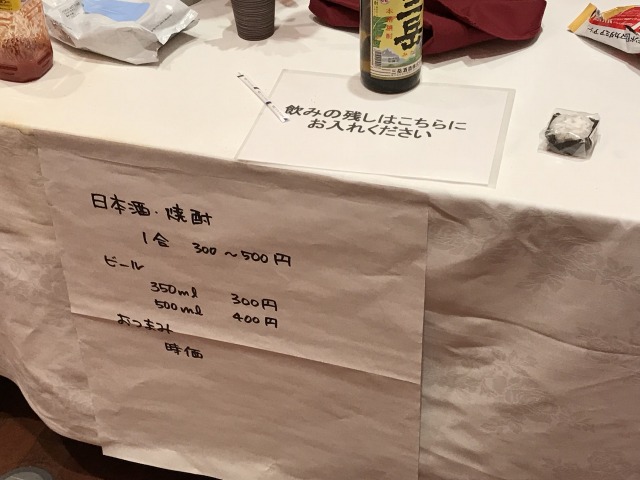 三岳
飲みの残しはこちらに
お入れください
日本酒・焼酎
1合 300〜500円
ビール
350ml 300円
500ml 400円
おつまみ
時価